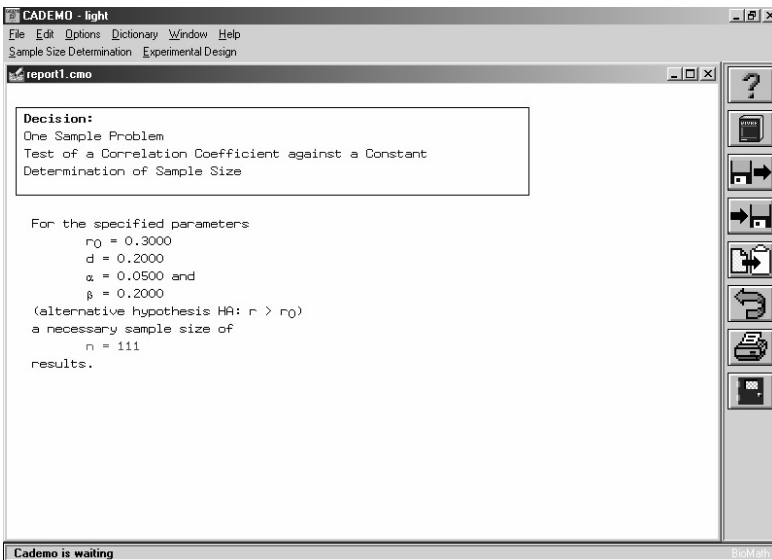 CADEMO - light
File Edit Options Dictionary Window Help
Sample Size Determination Experimental Design
report1.cmo
Decision:
One Sample Problem
Test of a Correlation Coefficient against a Constant
Determination of Sample Size
For the specified parameters
r0 = 0.3000
d = 0.2000
α = 0.0500 and
β = 0.2000
(alternative hypothesis HA: r > r0)
a necessary sample size of
n = 111
results.
Cademo is waiting
BioMath